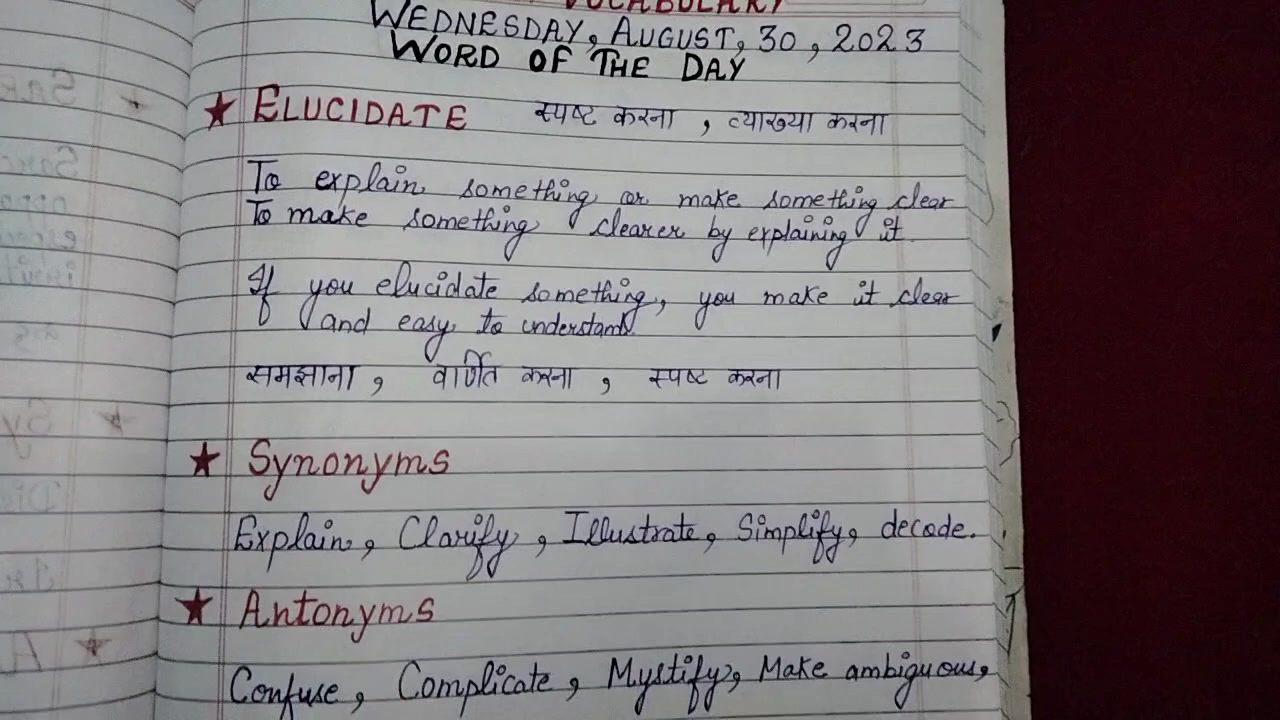 VOCABULARY
WEDNESDAY, AUGUST, 30, 2023
WORD OF THE DAY
★ ELUCIDATE स्पष्ट करना , व्याख्या करना
To explain something or make something clear
To make something clearer by explaining it.
If you elucidate something, you make it clear
and easy to understand.
समझाना , वर्णित करना , स्पष्ट करना
★ Synonyms
Explain, Clarify, Illustrate, Simplify, decode.
★ Antonyms
Confuse, Complicate, Mystify, Make ambiguous,